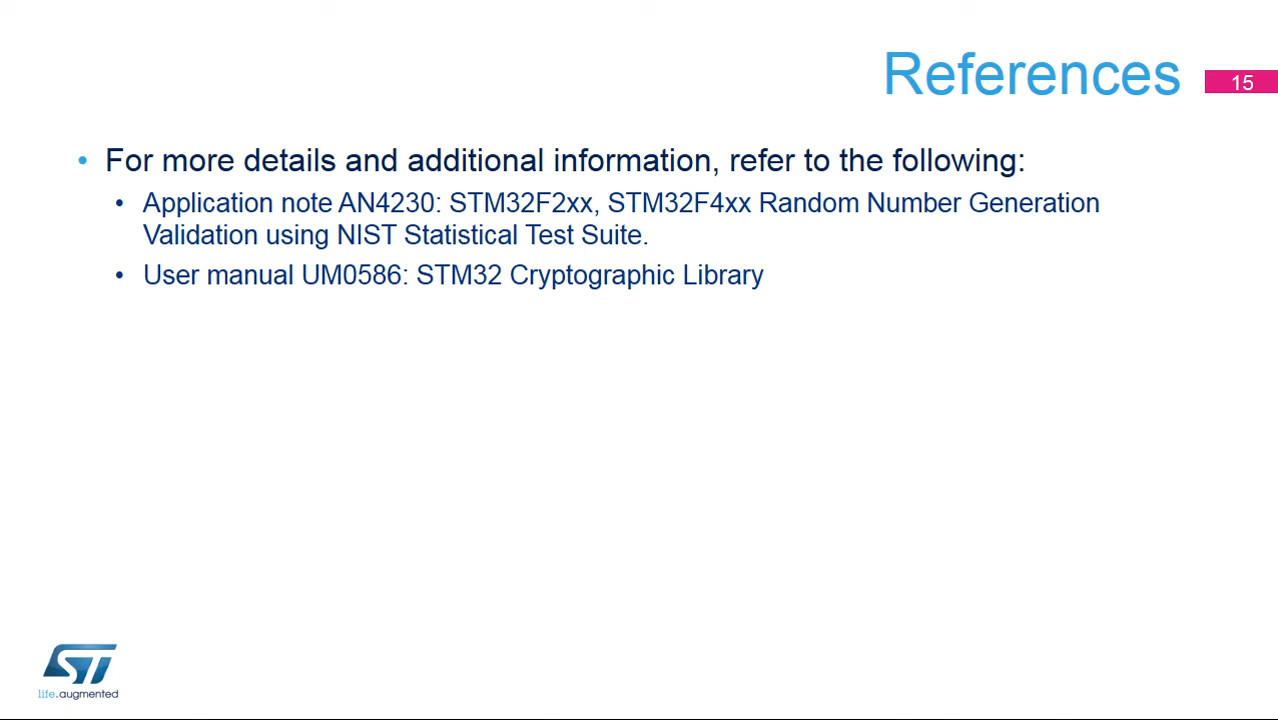 References
15
• For more details and additional information, refer to the following:
• Application note AN4230: STM32F2xx, STM32F4xx Random Number Generation
Validation using NIST Statistical Test Suite.
• User manual UM0586: STM32 Cryptographic Library
ST
life.augmented